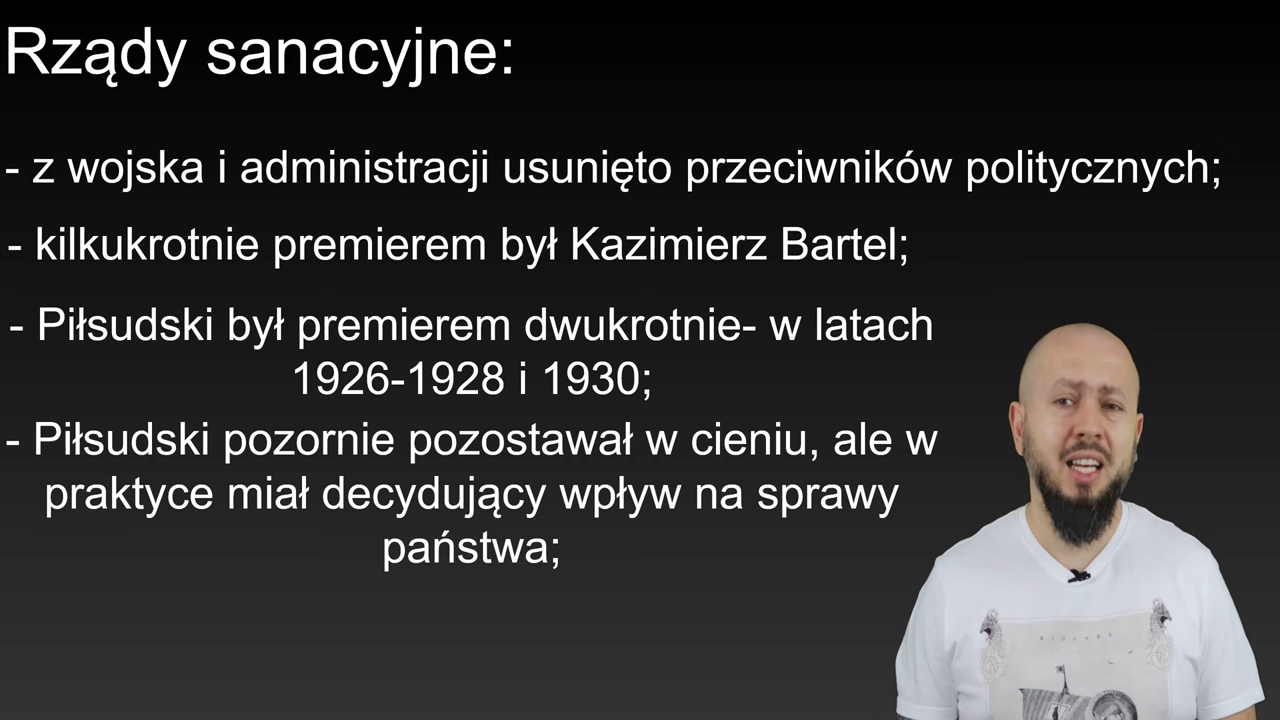 Rządy sanacyjne:
- z wojska i administracji usunięto przeciwników politycznych;
- kilkukrotnie premierem był Kazimierz Bartel;
- Piłsudski był premierem dwukrotnie- w latach
1926-1928 i 1930;
- Piłsudski pozornie pozostawał w cieniu, ale w
praktyce miał decydujący wpływ na sprawy
państwa;